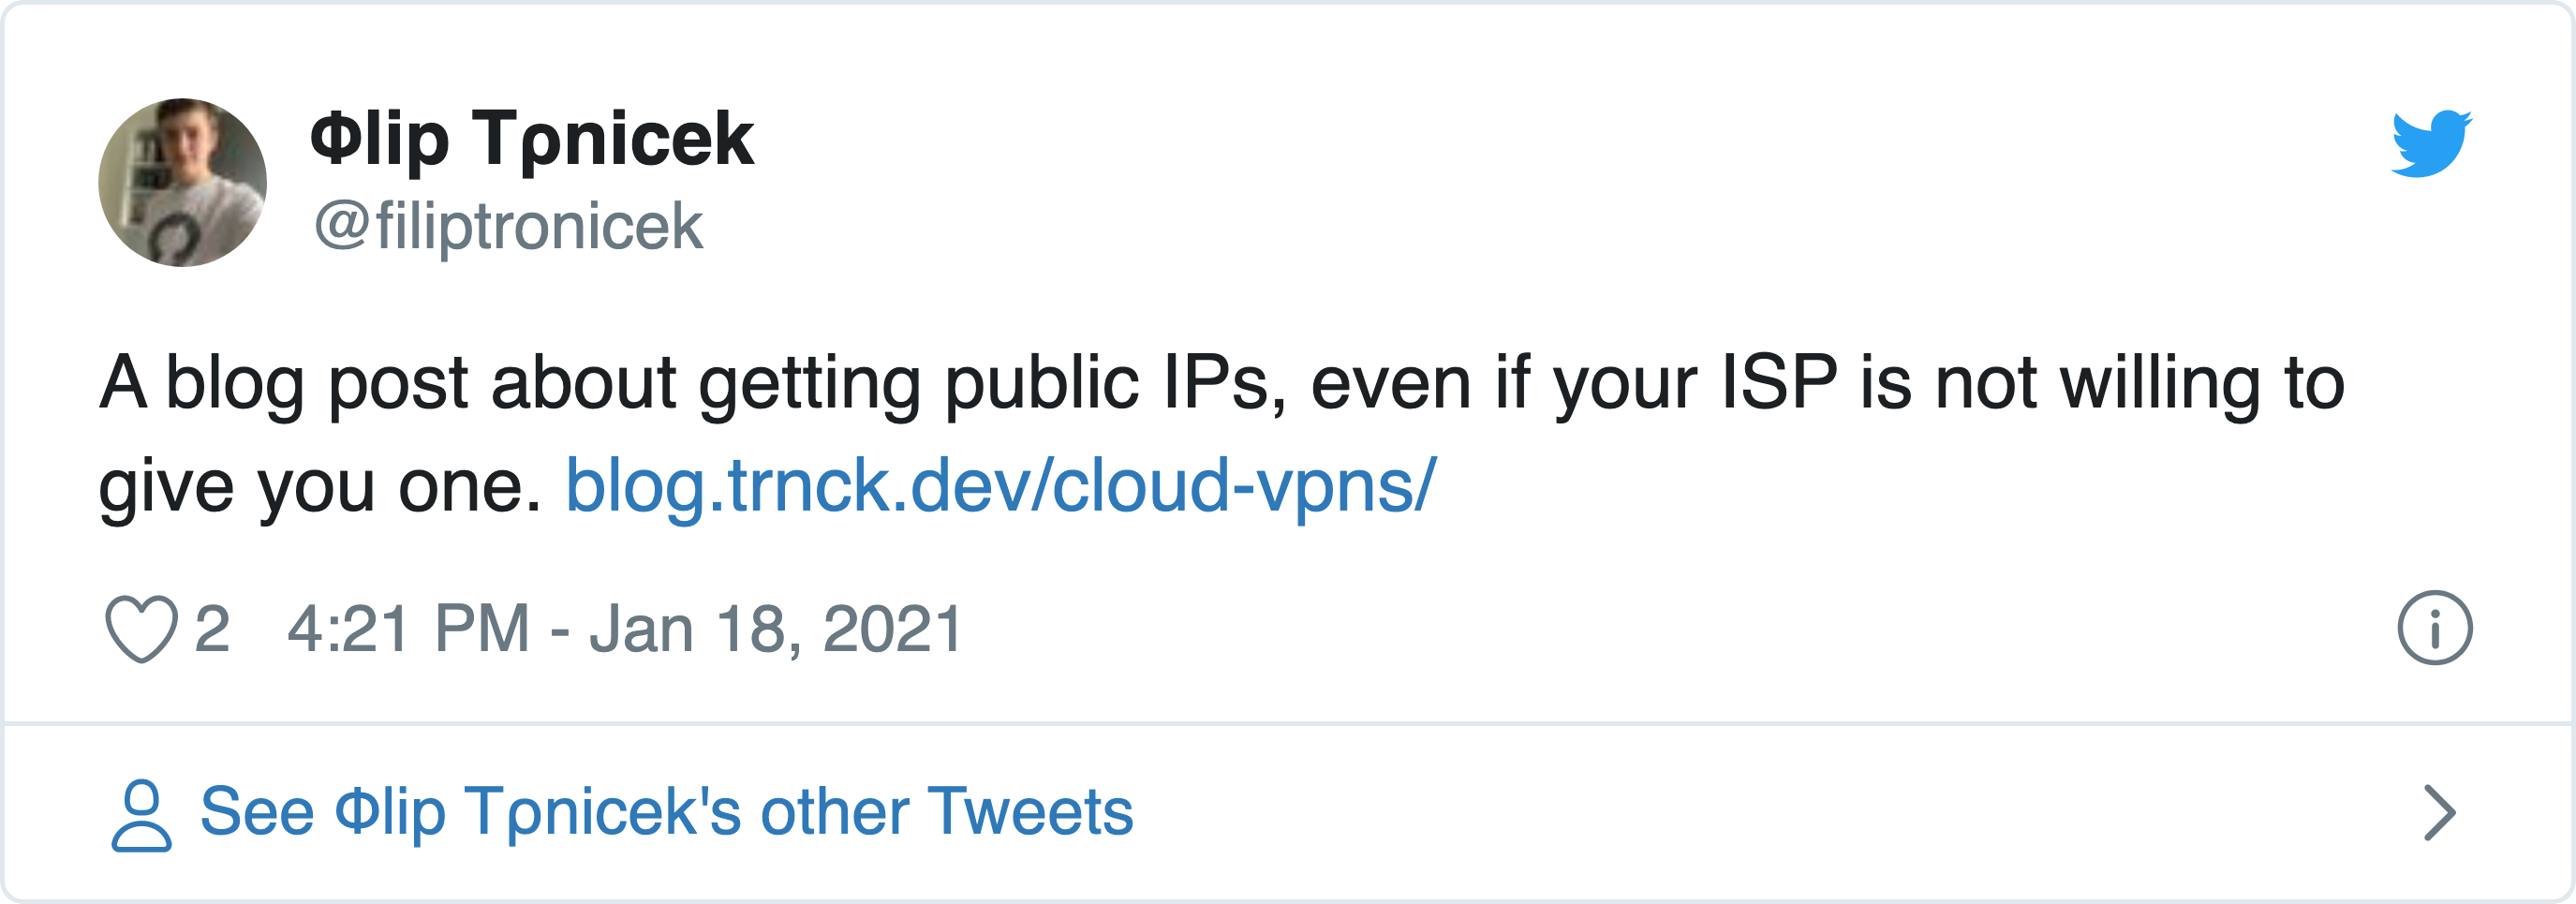 Φlip Tρnicek
@filiptronicek
A blog post about getting public IPs, even if your ISP is not willing to
give you one. blog.trnck.dev/cloud-vpns/
2 4:21 PM - Jan 18, 2021
See Φlip Tρnicek's other Tweets